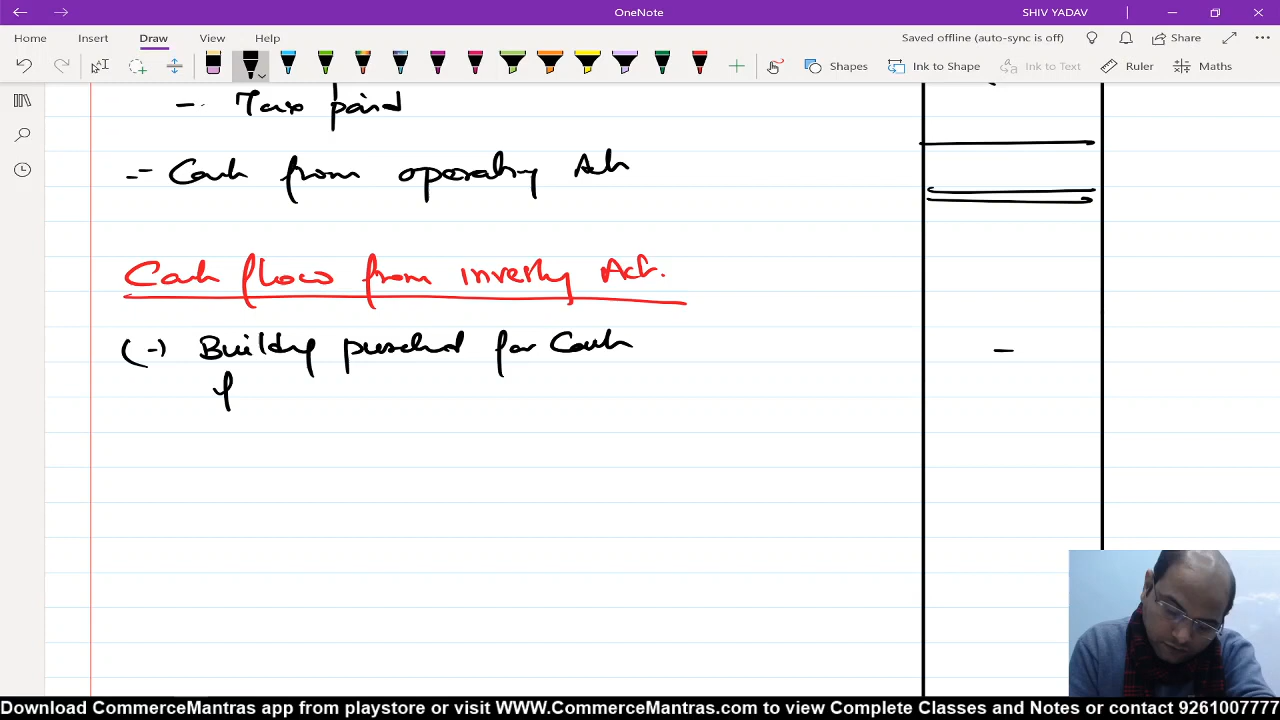 OneNote
SHIV YADAV
Home Insert Draw View Help
Saved offline (auto-sync is off)
Share
Shapes
Ink to Shape
Ink to Text
Ruler
Maths
- Tax paid
:- Cash from operating Act
Cash flow from investing Act.
(-) Building purchased for Cash
-
Download CommerceMantras app from playstore or visit WWW.CommerceMantras.com to view Complete Classes and Notes or contact 9261007777